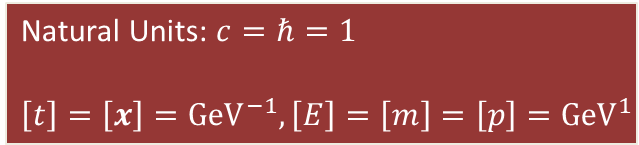 Natural Units: c = ħ = 1
[t] = [x] = GeV⁻¹, [E] = [m] = [p] = GeV¹